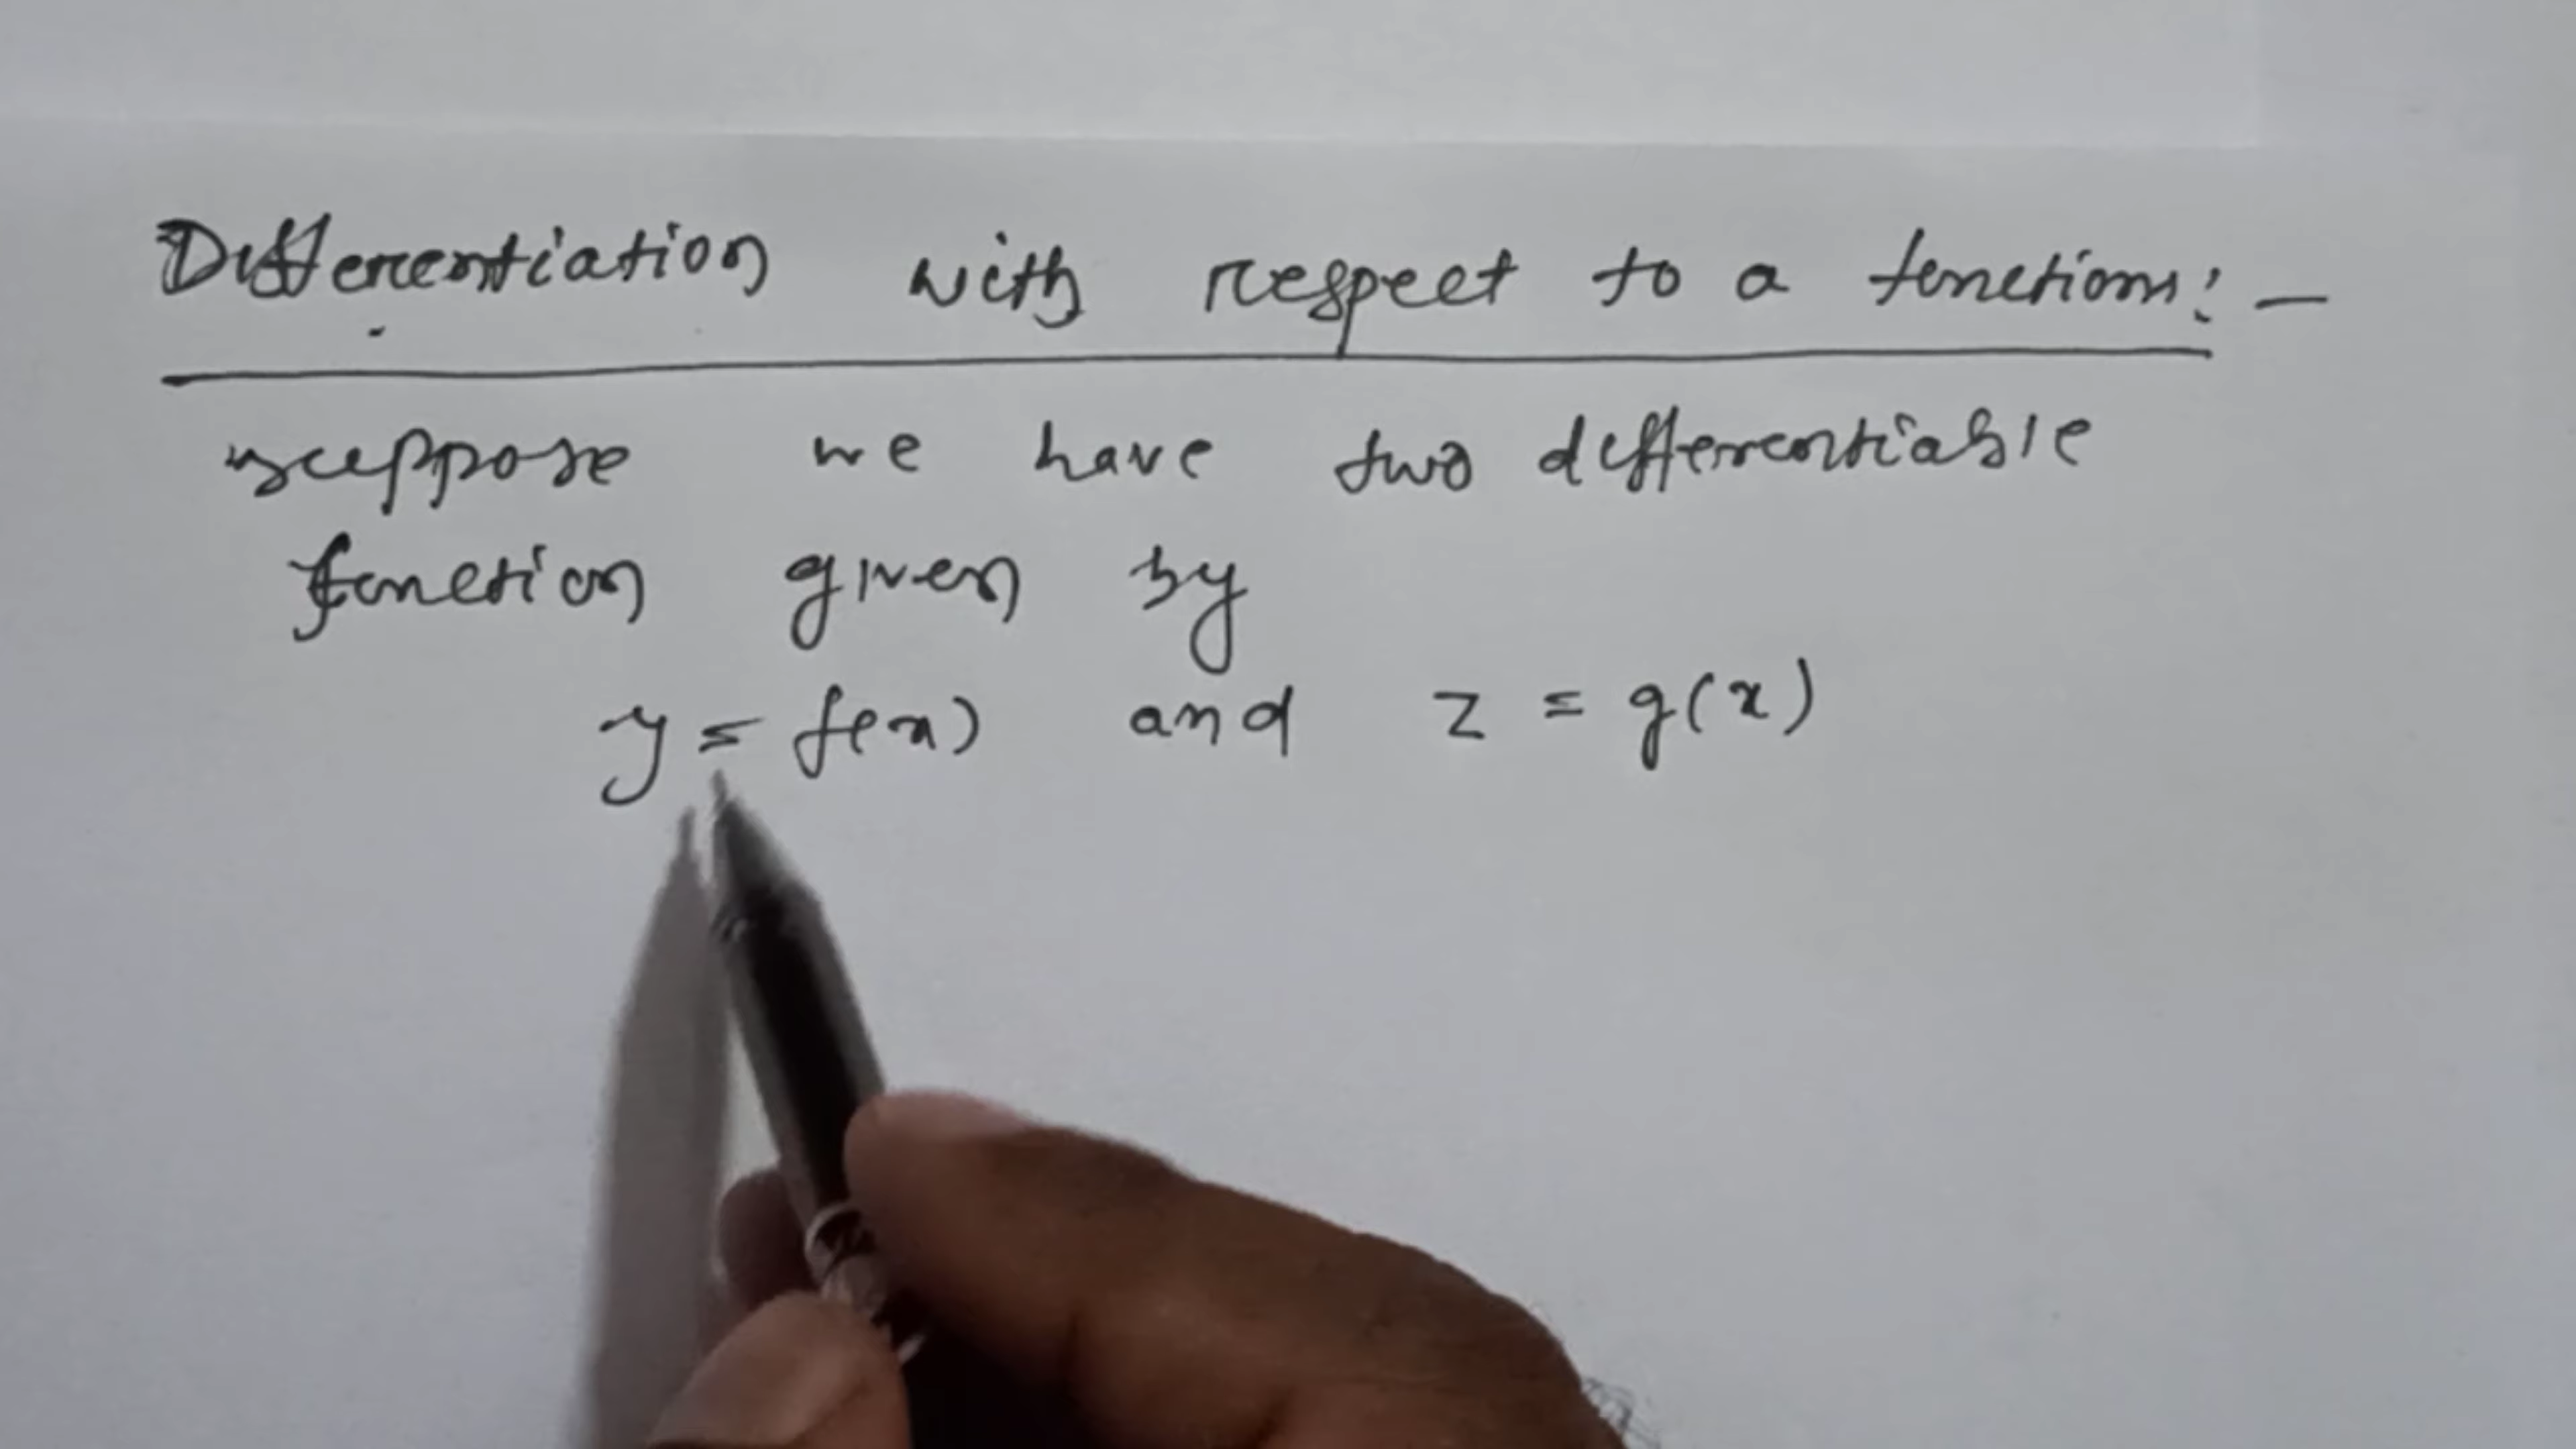 Differentiation with respect to a functions: —
suppose we have two differentiable
function given by
y = f(x) and z = g(x)